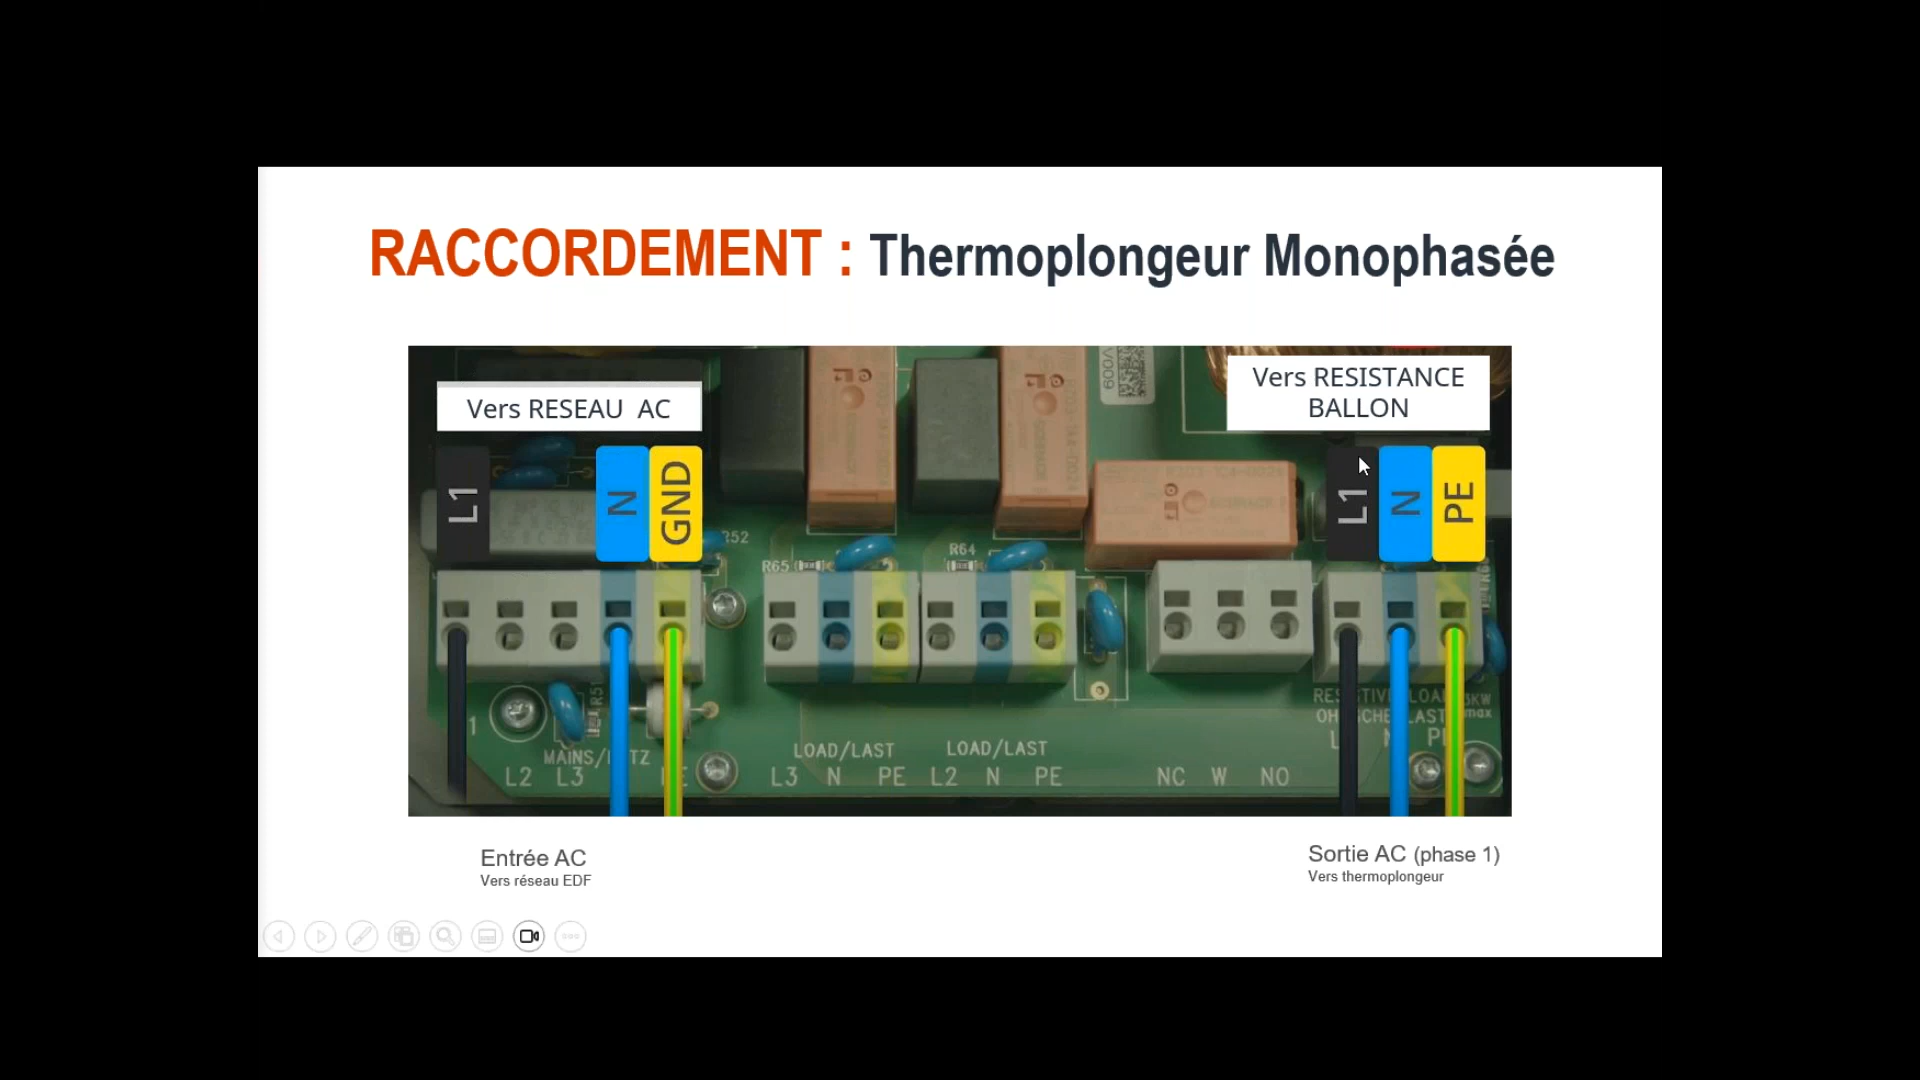 RACCORDEMENT : Thermoplongeur Monophasée
Vers RESEAU AC
Vers RESISTANCE
BALLON
L1
N
GND
L1
N
PE
R52
R65
R64
MAINS/
TZ
L2 L3
LOAD/LAST
LOAD/LAST
L3 N PE L2 N PE
NC W NO
Entrée AC
Vers réseau EDF
Sortie AC (phase 1)
Vers thermoplongeur